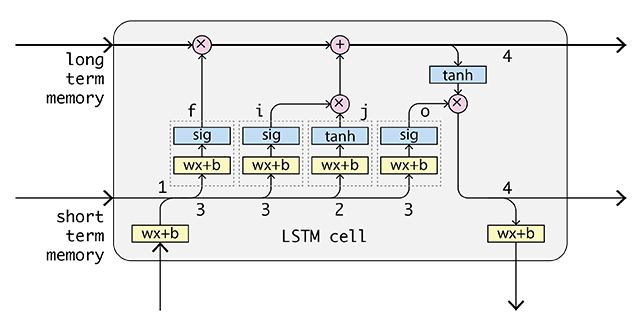 long
term
memory
×
+
4
tanh
×
f
i
×
j
o
sig
sig
tanh
sig
wx+b
wx+b
wx+b
wx+b
1
3
3
2
3
4
short
term
memory
wx+b
LSTM cell
wx+b